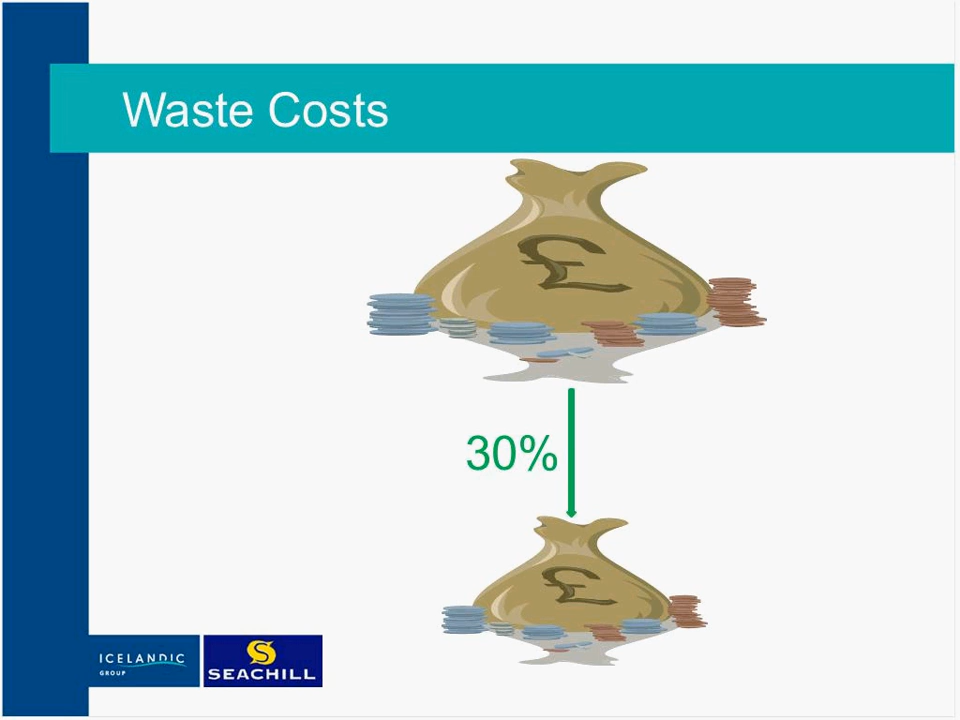 Waste Costs
£
30%
£
ICELANDIC
GROUP
S
SEACHILL